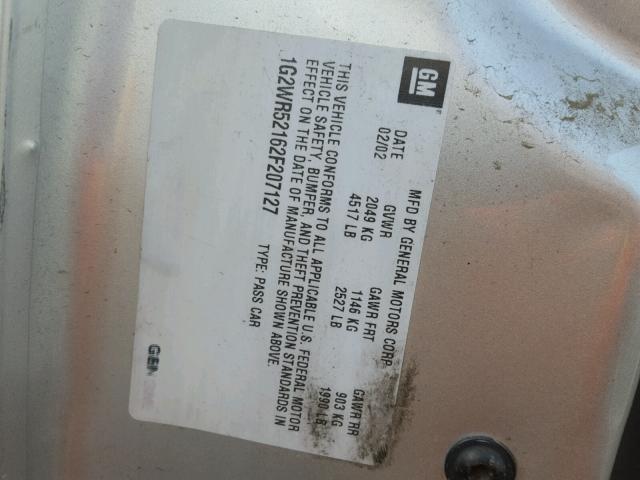 GM
MFD BY GENERAL MOTORS CORP
DATE GVWR GAWR FRT GAWR RR
02/02 2049 KG 1146 KG 903 KG
4517 LB 2527 LB 1990 LB
THIS VEHICLE CONFORMS TO ALL APPLICABLE U.S. FEDERAL MOTOR
VEHICLE SAFETY, BUMPER, AND THEFT PREVENTION STANDARDS IN
EFFECT ON THE DATE OF MANUFACTURE SHOWN ABOVE.
1G2WR52162F207127 TYPE: PASS CAR